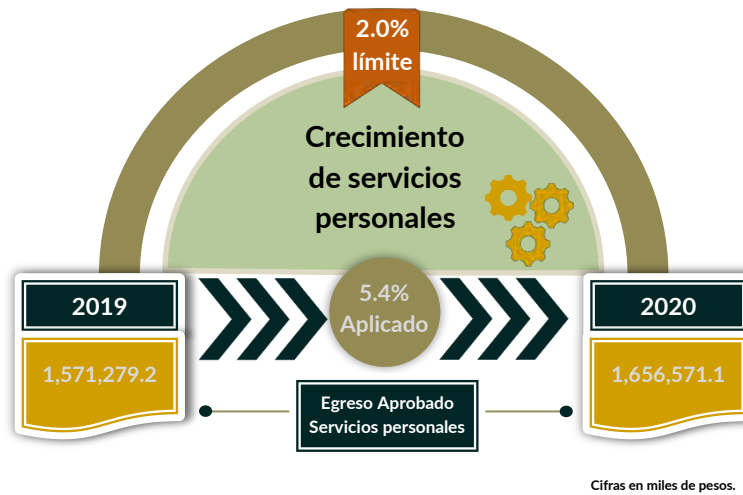 2.0%
límite
Crecimiento
de servicios
personales
5.4%
Aplicado
2019
1,571,279.2
2020
1,656,571.1
Egreso Aprobado
Servicios personales
Cifras en miles de pesos.